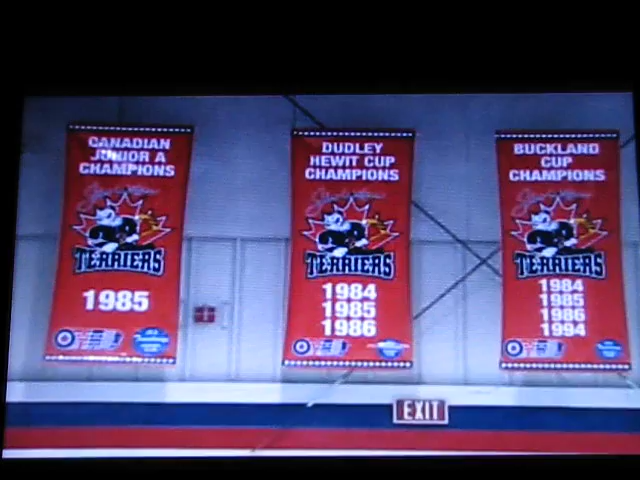 CANADIAN
JUNIOR A
CHAMPIONS
TERRIERS
1985
DUDLEY
HEWIT CUP
CHAMPIONS
TERRIERS
1984
1985
1986
BUCKLAND
CUP
CHAMPIONS
TERRIERS
1984
1985
1986
1994
EXIT